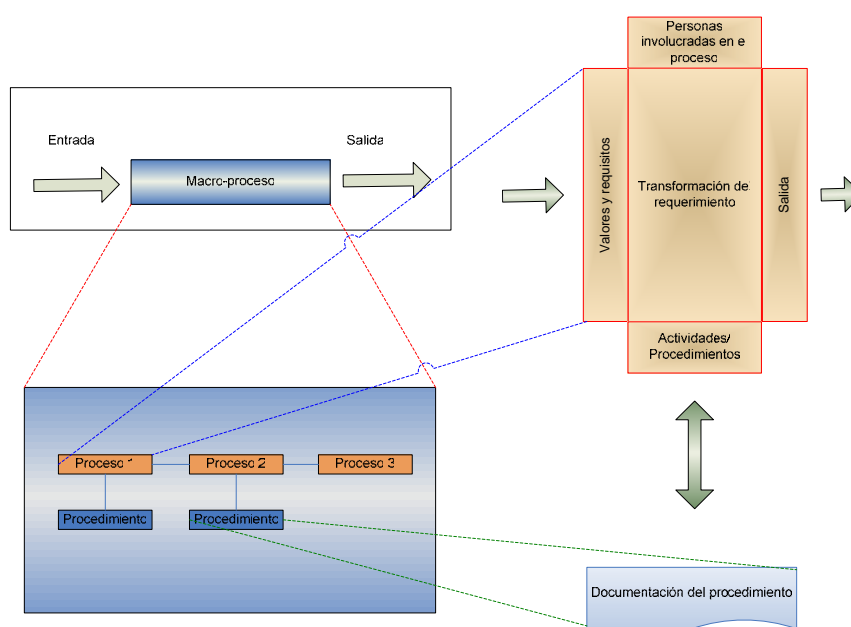 Personas
involucradas en e
proceso
Entrada
Salida
Macro-proceso
Valores y requisitos
Transformación de
requerimiento
Salida
Actividades/
Procedimientos
Proceso 1
Proceso 2
Proceso 3
Procedimiento
Procedimiento
Documentación del procedimiento